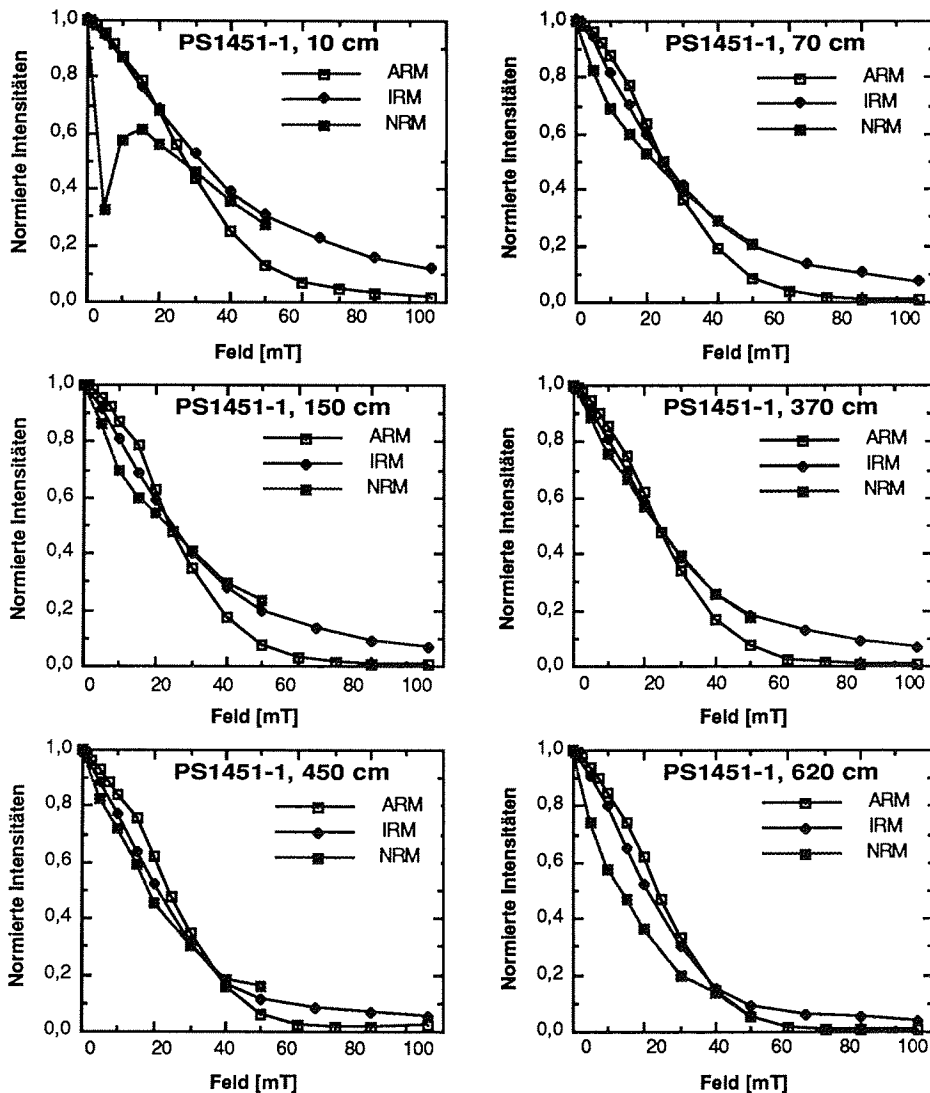 PS1451-1, 10 cm
ARM
IRM
NRM
Normierte Intensitäten
1,0
0,8
0,6
0,4
0,2
0,0
0 20 40 60 80 100
Feld [mT]
PS1451-1, 70 cm
ARM
IRM
NRM
Normierte Intensitäten
1,0
0,8
0,6
0,4
0,2
0,0
0 20 40 60 80 100
Feld [mT]
PS1451-1, 150 cm
ARM
IRM
NRM
Normierte Intensitäten
1,0
0,8
0,6
0,4
0,2
0,0
0 20 40 60 80 100
Feld [mT]
PS1451-1, 370 cm
ARM
IRM
NRM
Normierte Intensitäten
1,0
0,8
0,6
0,4
0,2
0,0
0 20 40 60 80 100
Feld [mT]
PS1451-1, 450 cm
ARM
IRM
NRM
Normierte Intensitäten
1,0
0,8
0,6
0,4
0,2
0,0
0 20 40 60 80 100
Feld [mT]
PS1451-1, 620 cm
ARM
IRM
NRM
Normierte Intensitäten
1,0
0,8
0,6
0,4
0,2
0,0
0 20 40 60 80 100
Feld [mT]